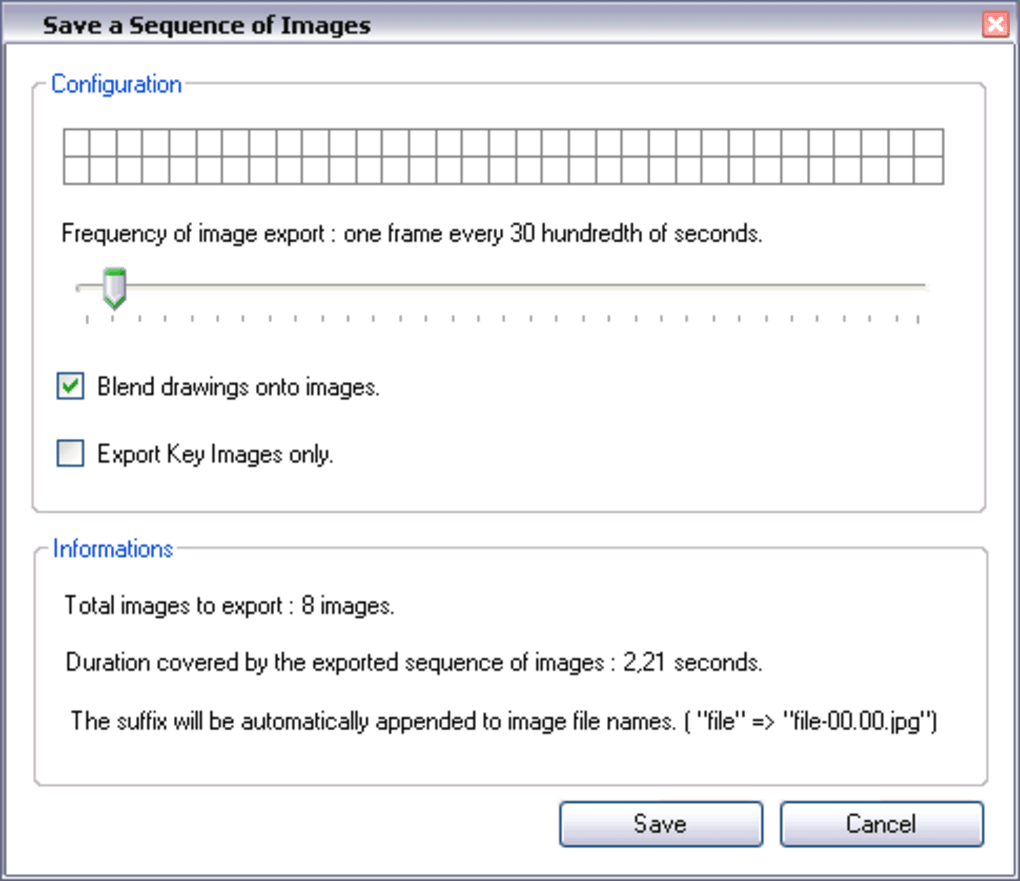 Save a Sequence of Images
Configuration
Frequency of image export : one frame every 30 hundredth of seconds.
Blend drawings onto images.
Export Key Images only.
Informations
Total images to export : 8 images.
Duration covered by the exported sequence of images : 2,21 seconds.
The suffix will be automatically appended to image file names. ( "file" => "file-00.00.jpg")
Save
Cancel